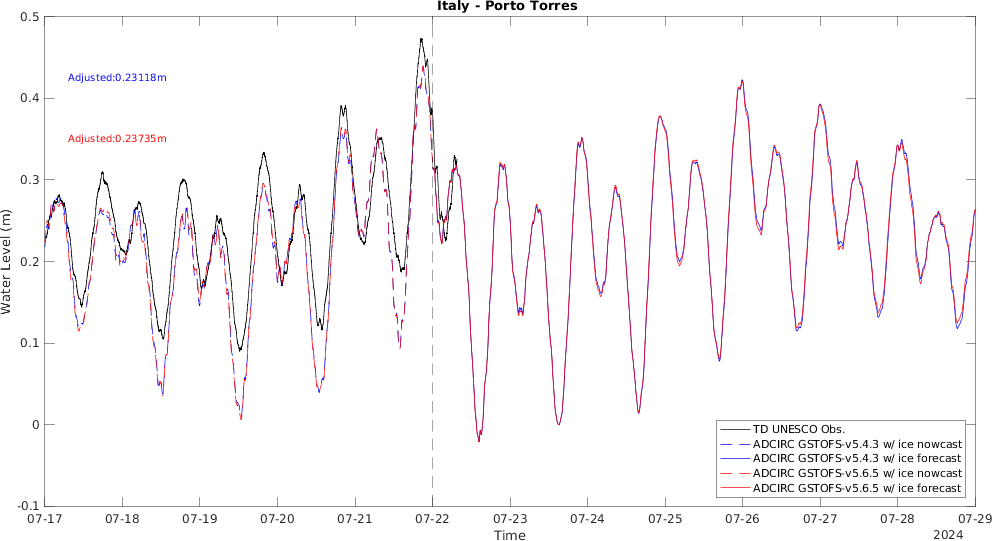 Italy - Porto Torres
Adjusted:0.23118m
Adjusted:0.23735m
Water Level (m)
0.5
0.4
0.3
0.2
0.1
0
-0.1
TD UNESCO Obs.
ADCIRC GSTOFS-v5.4.3 w/ ice nowcast
ADCIRC GSTOFS-v5.4.3 w/ ice forecast
ADCIRC GSTOFS-v5.6.5 w/ ice nowcast
ADCIRC GSTOFS-v5.6.5 w/ ice forecast
07-17 07-18 07-19 07-20 07-21 07-22 07-23 07-24 07-25 07-26 07-27 07-28 07-29
Time
2024